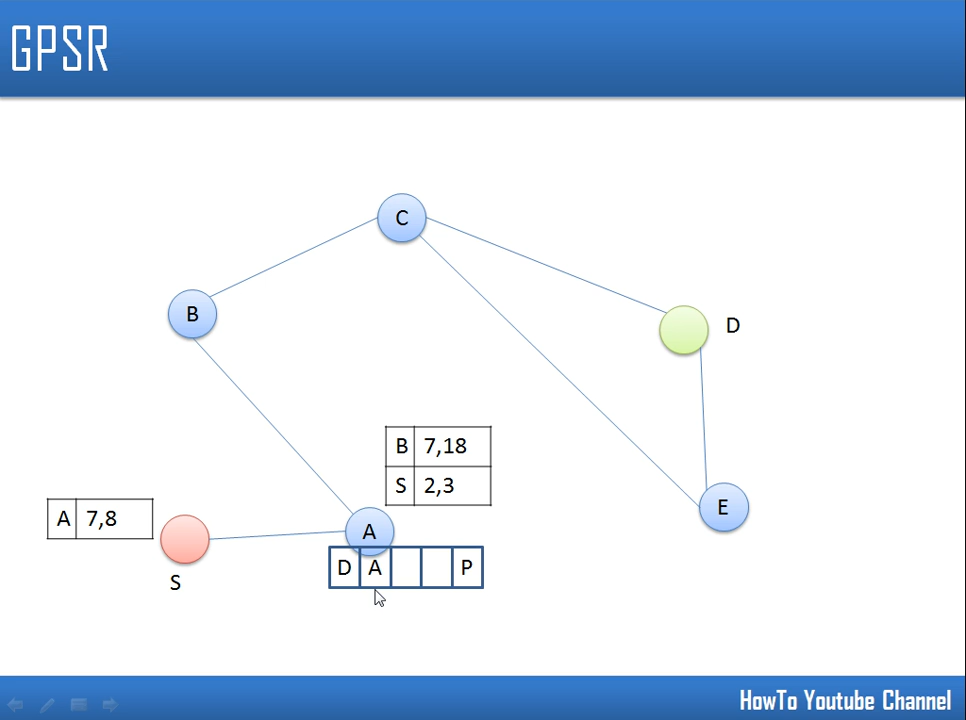 GPSR
C
B
D
B 7,18
S 2,3
A 7,8
A
E
S
D A P
HowTo Youtube Channel